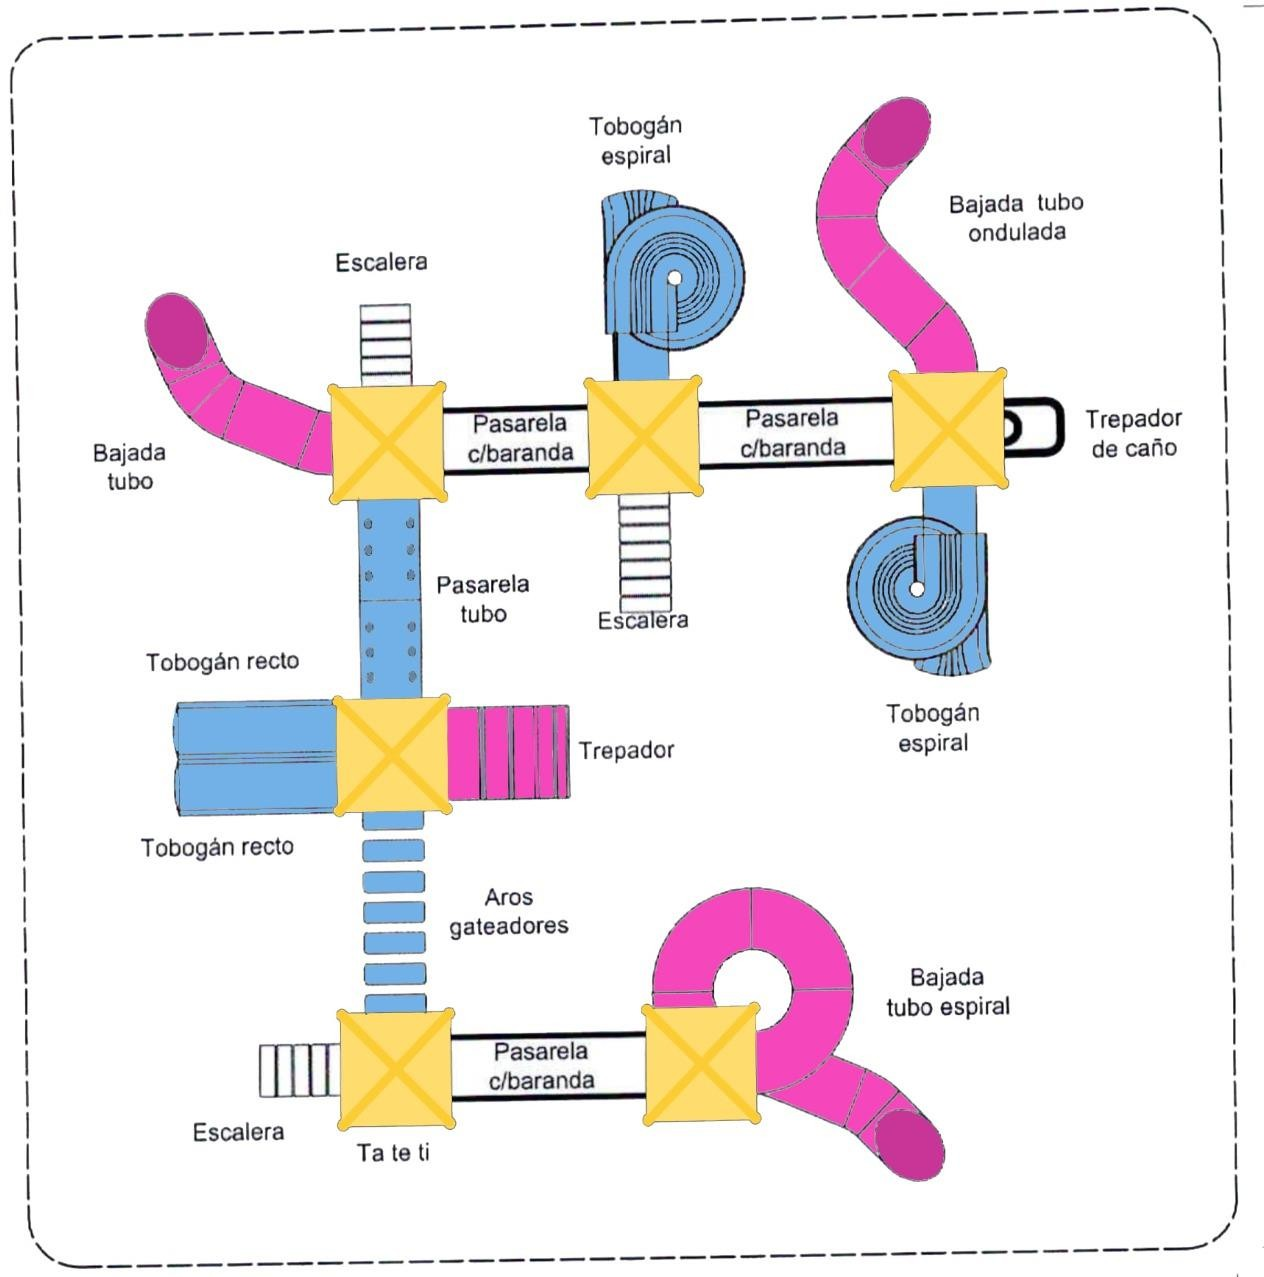 Tobogán
espiral
Bajada tubo
ondulada
Escalera
Bajada
tubo
Pasarela
c/baranda
Pasarela
c/baranda
Trepador
de caño
Pasarela
tubo
Escalera
Tobogán recto
Tobogán
espiral
Trepador
Tobogán recto
Aros
gateadores
Bajada
tubo espiral
Pasarela
c/baranda
Escalera
Ta te ti